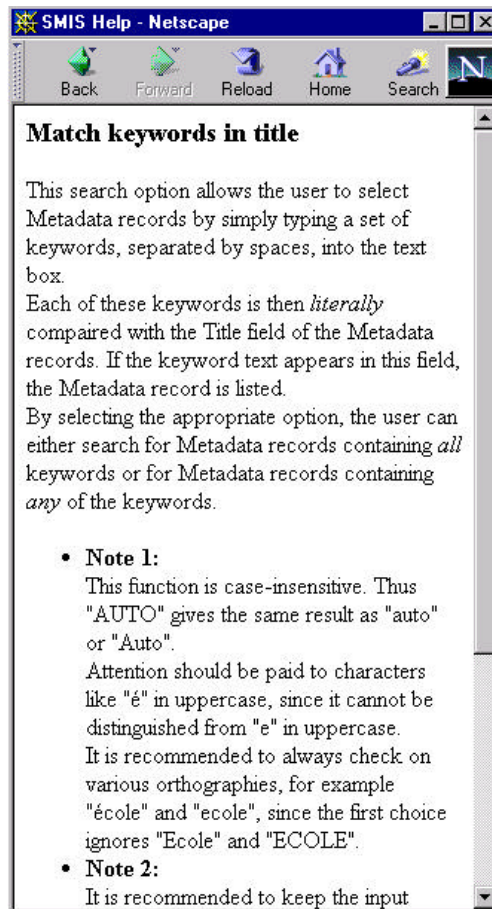 SMIS Help - Netscape
Back Forward Reload Home Search N
Match keywords in title
This search option allows the user to select
Metadata records by simply typing a set of
keywords, separated by spaces, into the text
box.
Each of these keywords is then literally
compaired with the Title field of the Metadata
records. If the keyword text appears in this field,
the Metadata record is listed.
By selecting the appropriate option, the user can
either search for Metadata records containing all
keywords or for Metadata records containing
any of the keywords.
• Note 1:
This function is case-insensitive. Thus
"AUTO" gives the same result as "auto"
or "Auto".
Attention should be paid to characters
like "é" in uppercase, since it cannot be
distinguished from "e" in uppercase.
It is recommended to always check on
various orthographies, for example
"école" and "ecole", since the first choice
ignores "Ecole" and "ECOLE".
• Note 2:
It is recommended to keep the input